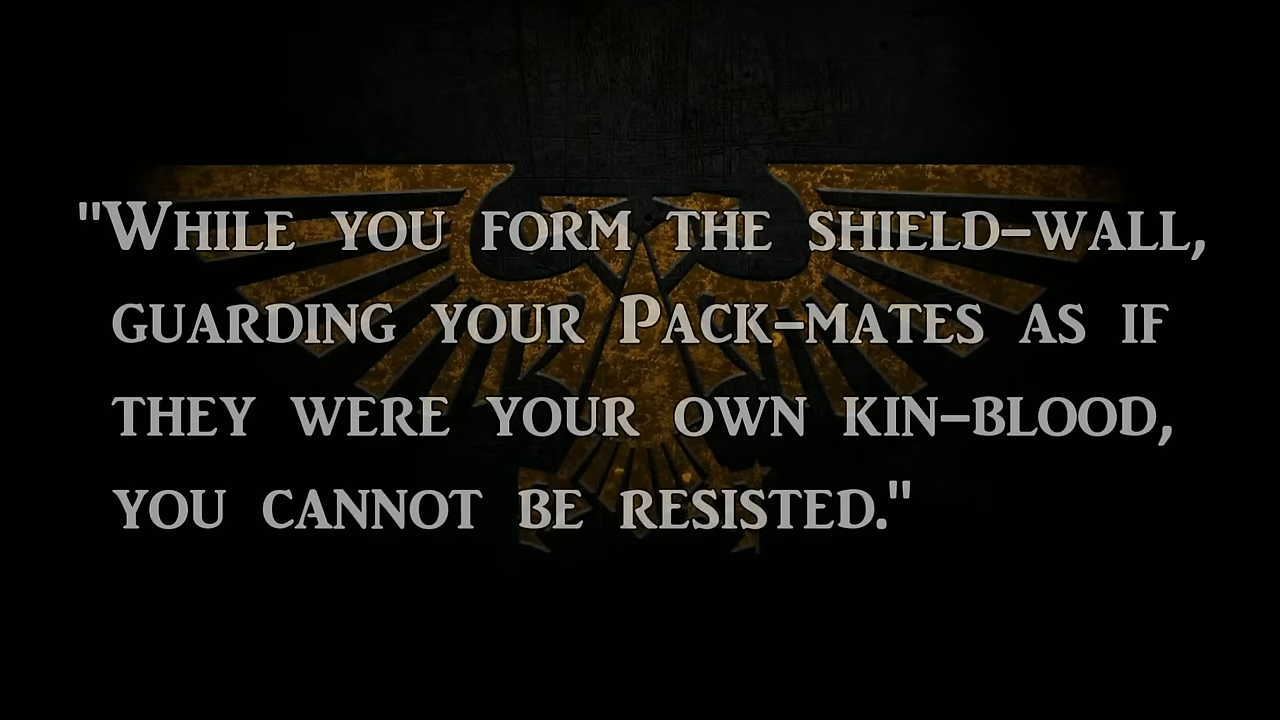 "While you form the shield-wall,
guarding your Pack-mates as if
they were your own kin-blood,
you cannot be resisted."